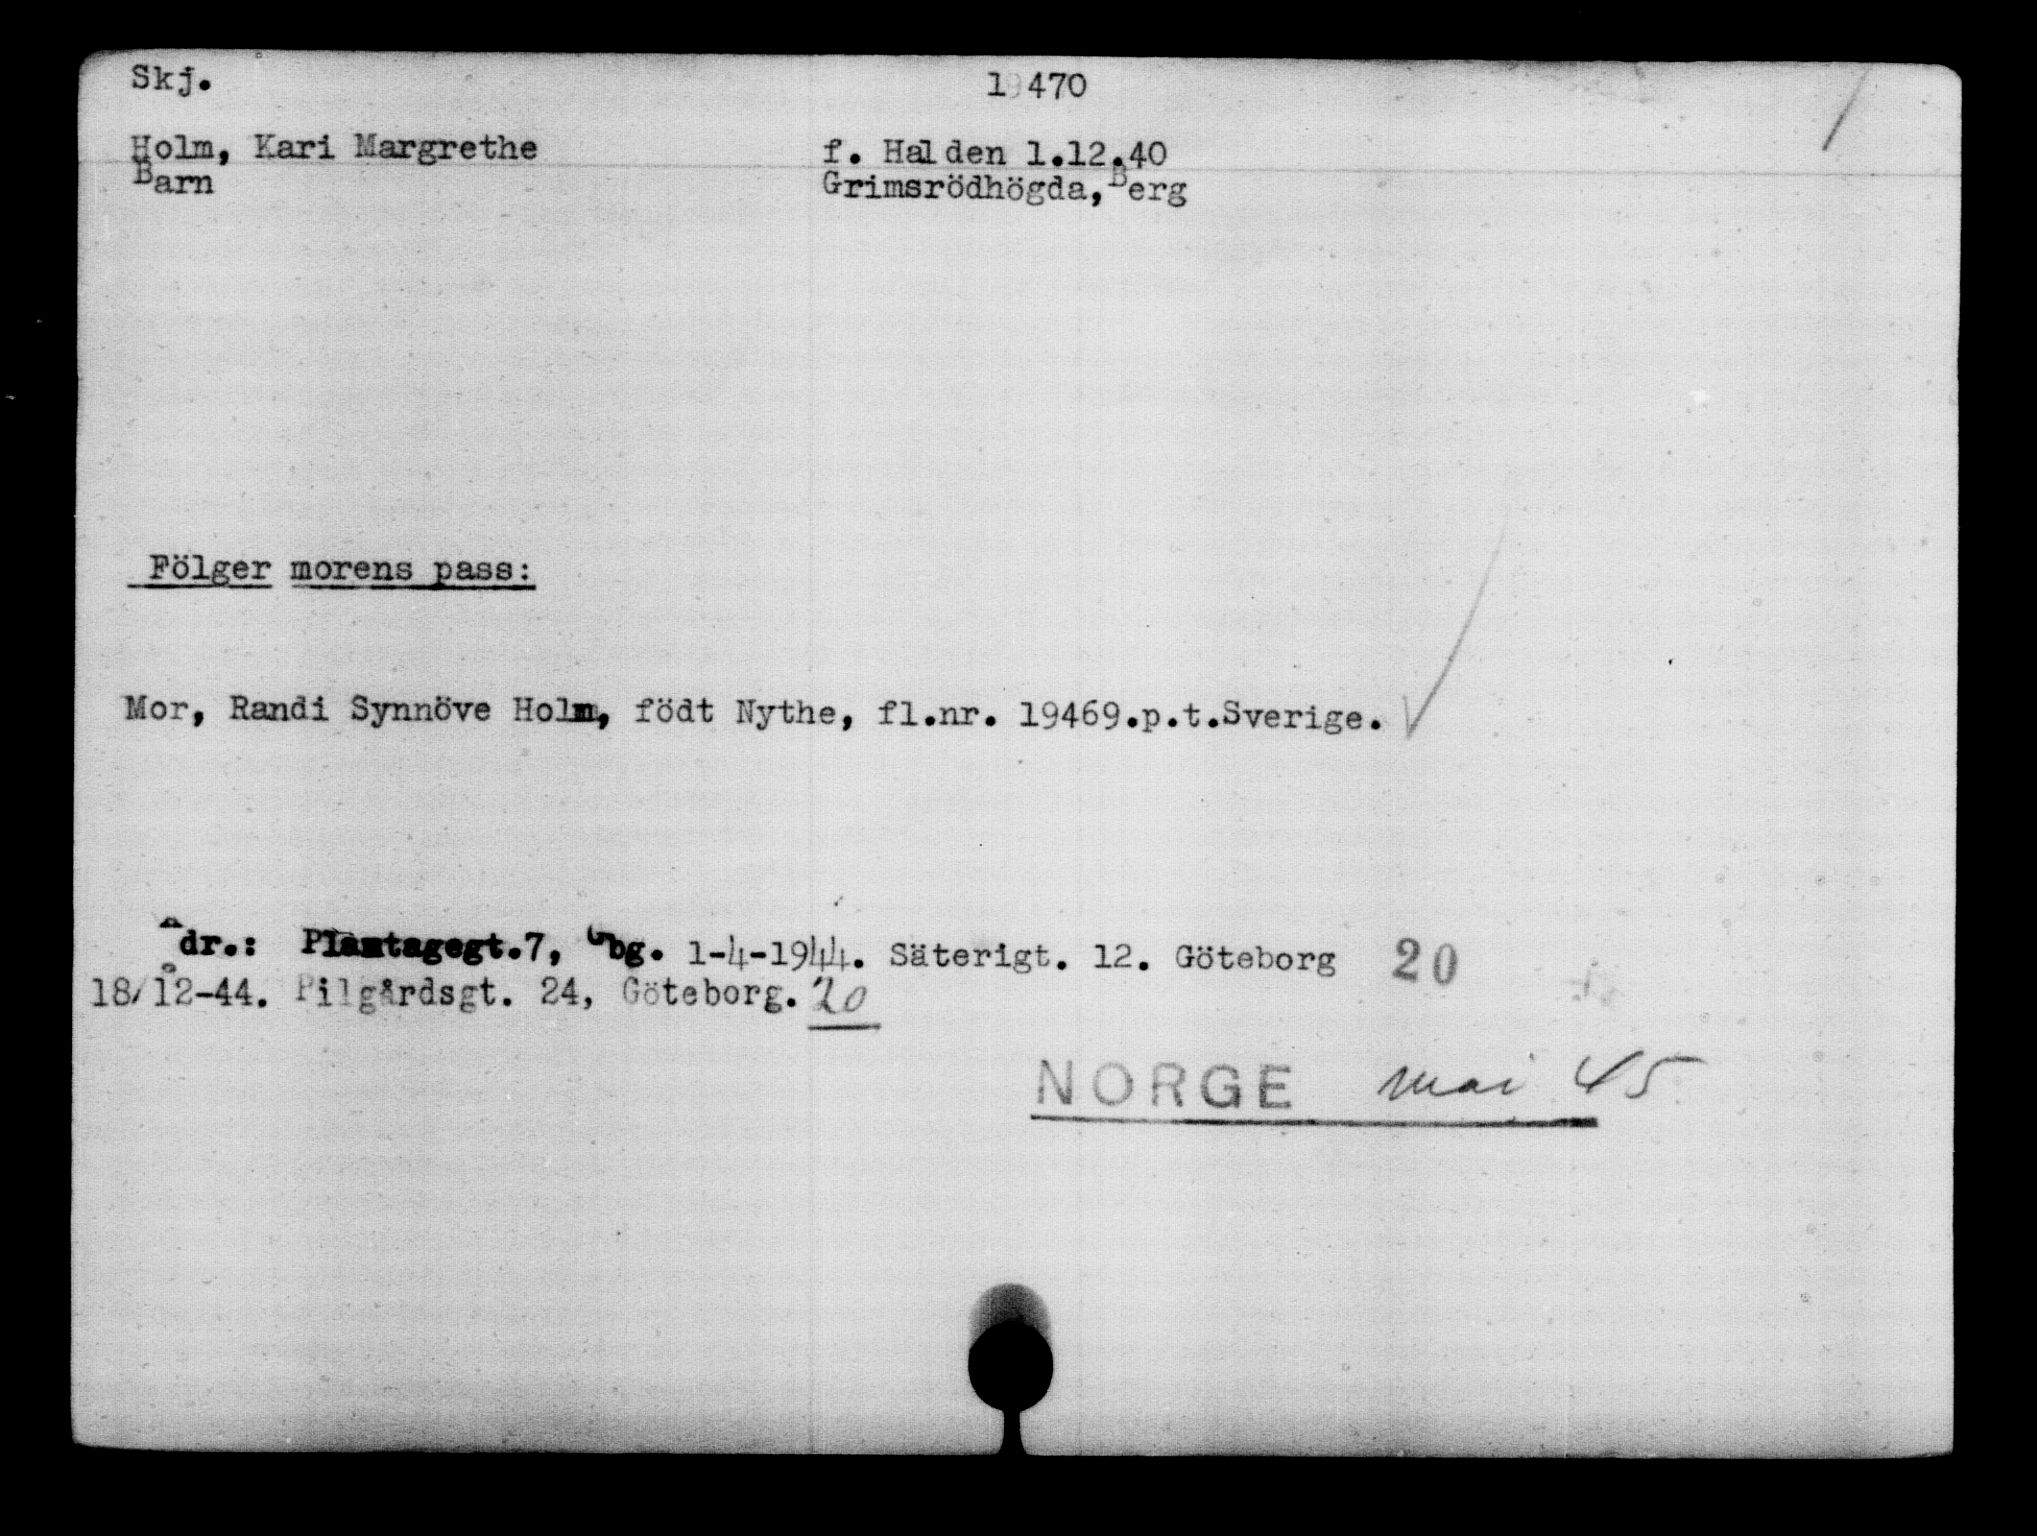 Skj. 19470
Holm, Kari Margrethe f. Halden 1.12.40
Barn Grimsrödhögda, Berg
Fölger morens pass:
Mor, Randi Synnöve Holm, födt Nythe, fl.nr. 19469.p.t.Sverige.
Adr.: Plantagegt.7, Gbg. 1-4-1944. Säterigt. 12. Göteborg 20
18/12-44. Pilgårdsgt. 24, Göteborg. 20
NORGE mai 45